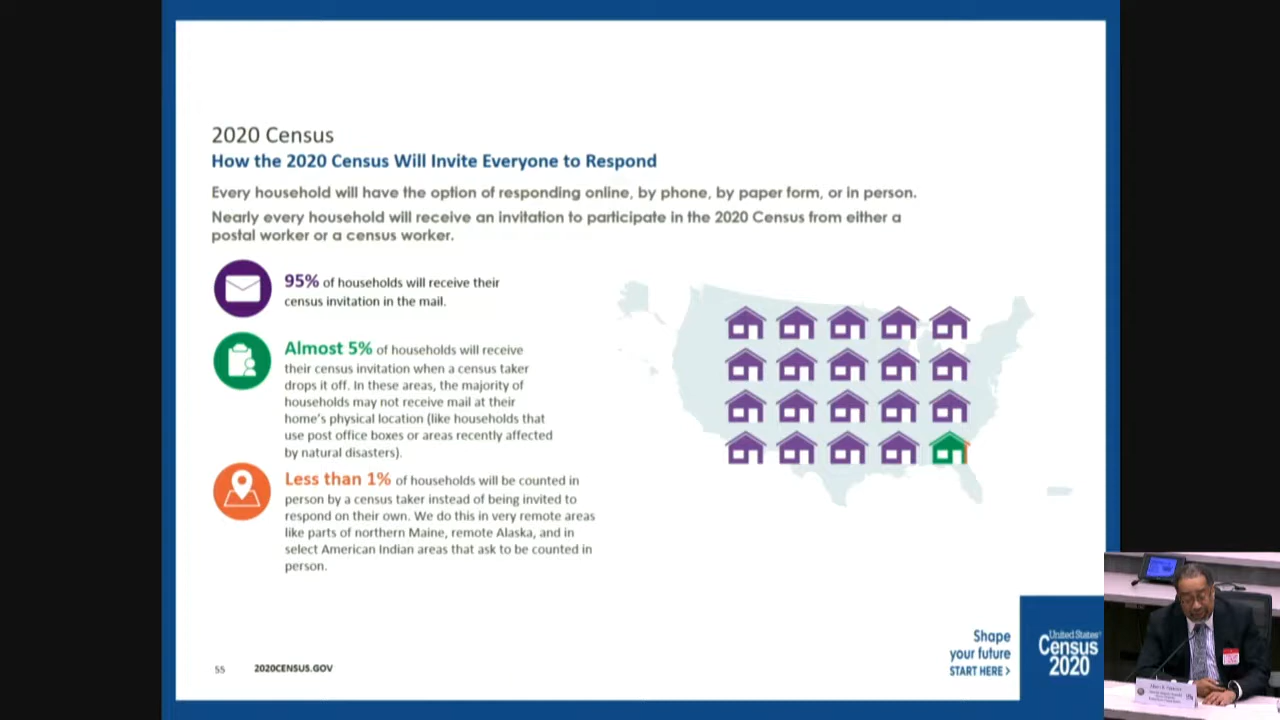 2020 Census
How the 2020 Census Will Invite Everyone to Respond
Every household will have the option of responding online, by phone, by paper form, or in person.
Nearly every household will receive an invitation to participate in the 2020 Census from either a
postal worker or a census worker.
95% of households will receive their
census invitation in the mail.
Almost 5% of households will receive
their census invitation when a census taker
drops it off. In these areas, the majority of
households may not receive mail at their
home's physical location (like households that
use post office boxes or areas recently affected
by natural disasters).
Less than 1% of households will be counted in
person by a census taker instead of being invited to
respond on their own. We do this in very remote areas
like parts of northern Maine, remote Alaska, and in
select American Indian areas that ask to be counted in
person.
55
2020CENSUS.GOV
Shape
your future
START HERE >
United States®
Census
2020